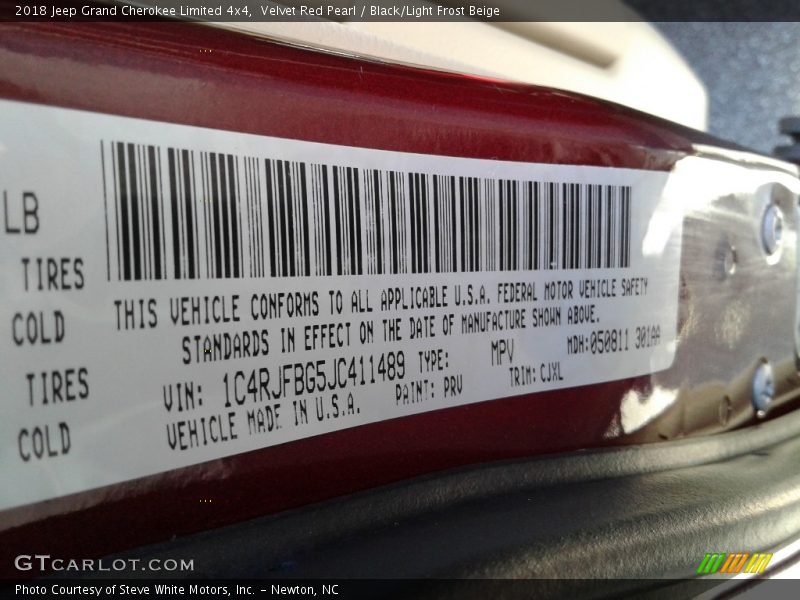 2018 Jeep Grand Cherokee Limited 4x4, Velvet Red Pearl / Black/Light Frost Beige
LB
TIRES
COLD
TIRES
COLD
THIS VEHICLE CONFORMS TO ALL APPLICABLE U.S.A. FEDERAL MOTOR VEHICLE SAFETY
STANDARDS IN EFFECT ON THE DATE OF MANUFACTURE SHOWN ABOVE.
VIN: 1C4RJFBG5JC411489 TYPE: MPV MDH:050811 301AA
VEHICLE MADE IN U.S.A. PAINT: PRV TRIM:CJXL
GTCARLOT.COM
Photo Courtesy of Steve White Motors, Inc. – Newton, NC